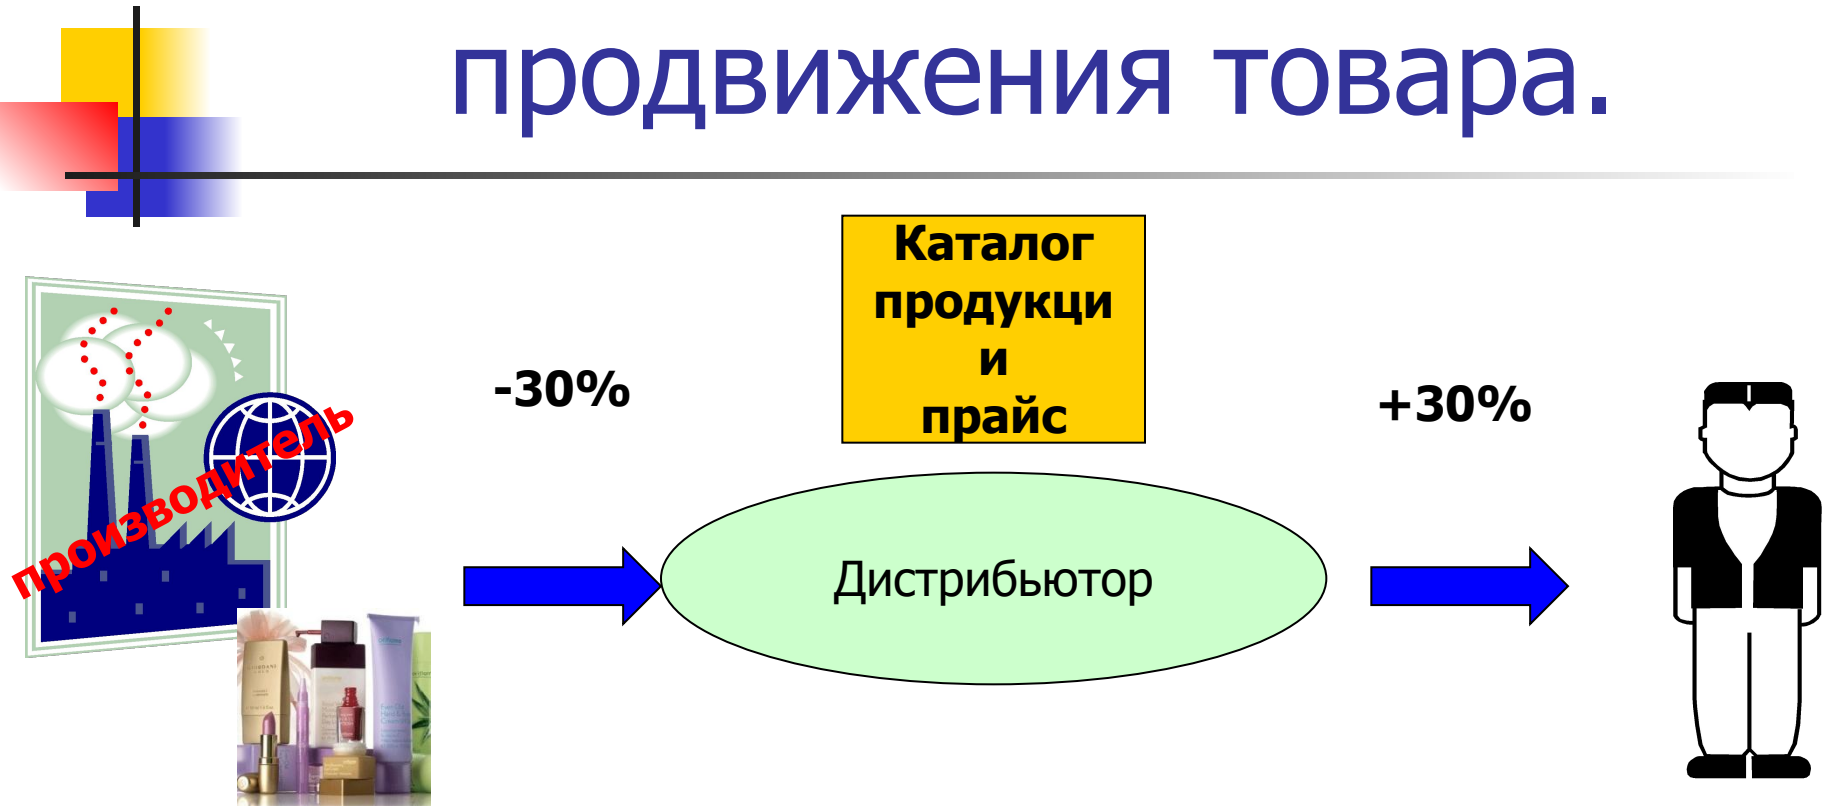 продвижения товара.
Каталог
продукци
и
прайс
-30%
+30%
производитель
Дистрибьютор